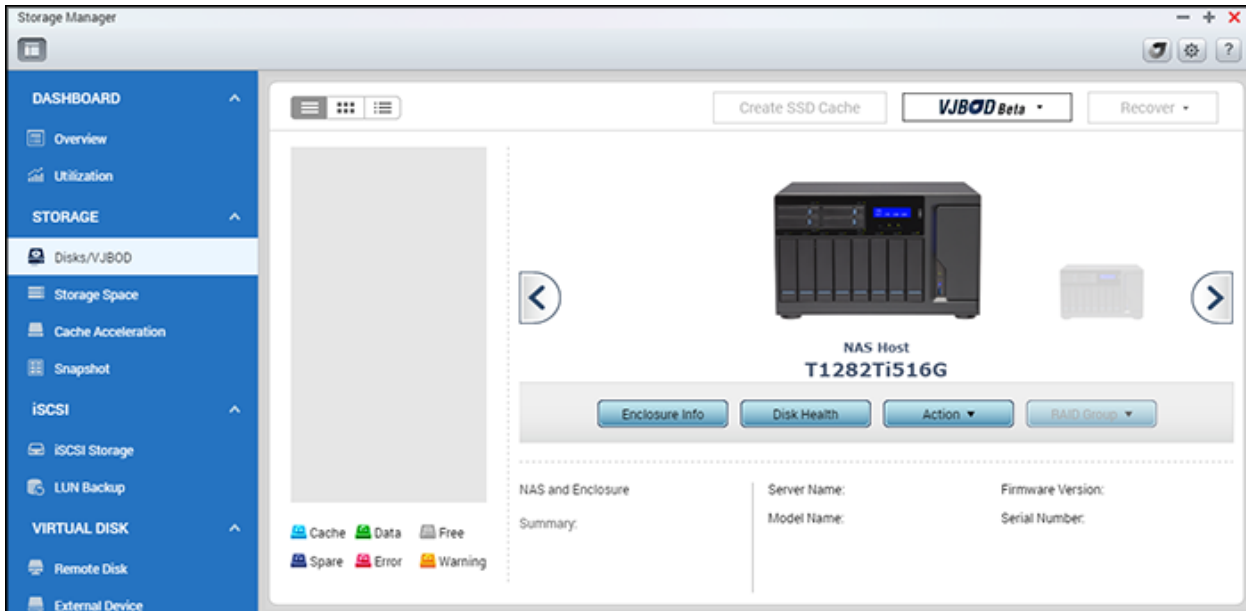 Storage Manager
DASHBOARD
Overview
Utilization
STORAGE
Disks/VJBOD
Storage Space
Cache Acceleration
Snapshot
iSCSI
iSCSI Storage
LUN Backup
VIRTUAL DISK
Remote Disk
External Device
Create SSD Cache
VJBOD Beta
Recover
NAS Host
T1282Ti516G
Enclosure Info
Disk Health
Action
RAID Group
Cache Data Free
Spare Error Warning
NAS and Enclosure
Summary:
Server Name:
Model Name:
Firmware Version:
Serial Number: